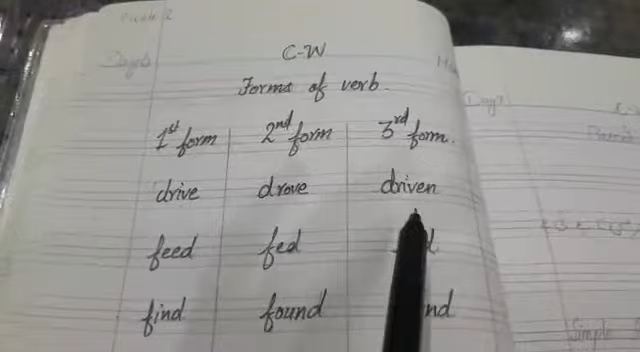 C-W
Forms of verb.
1st form 2nd form 3rd form.
drive drove driven
feed fed
find found